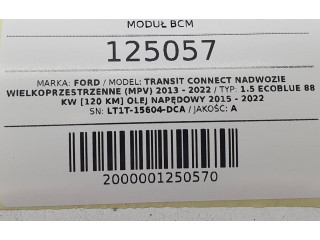 MODUŁ BCM
125057
MARKA: FORD / MODEL: TRANSIT CONNECT NADWOZIE
WIELKOPRZESTRZENNE (MPV) 2013 - 2022 / TYP: 1.5 ECOBLUE 88
KW [120 KM] OLEJ NAPĘDOWY 2015 - 2022
SN: LT1T-15604-DCA / JAKOŚĆ: A
2000001250570